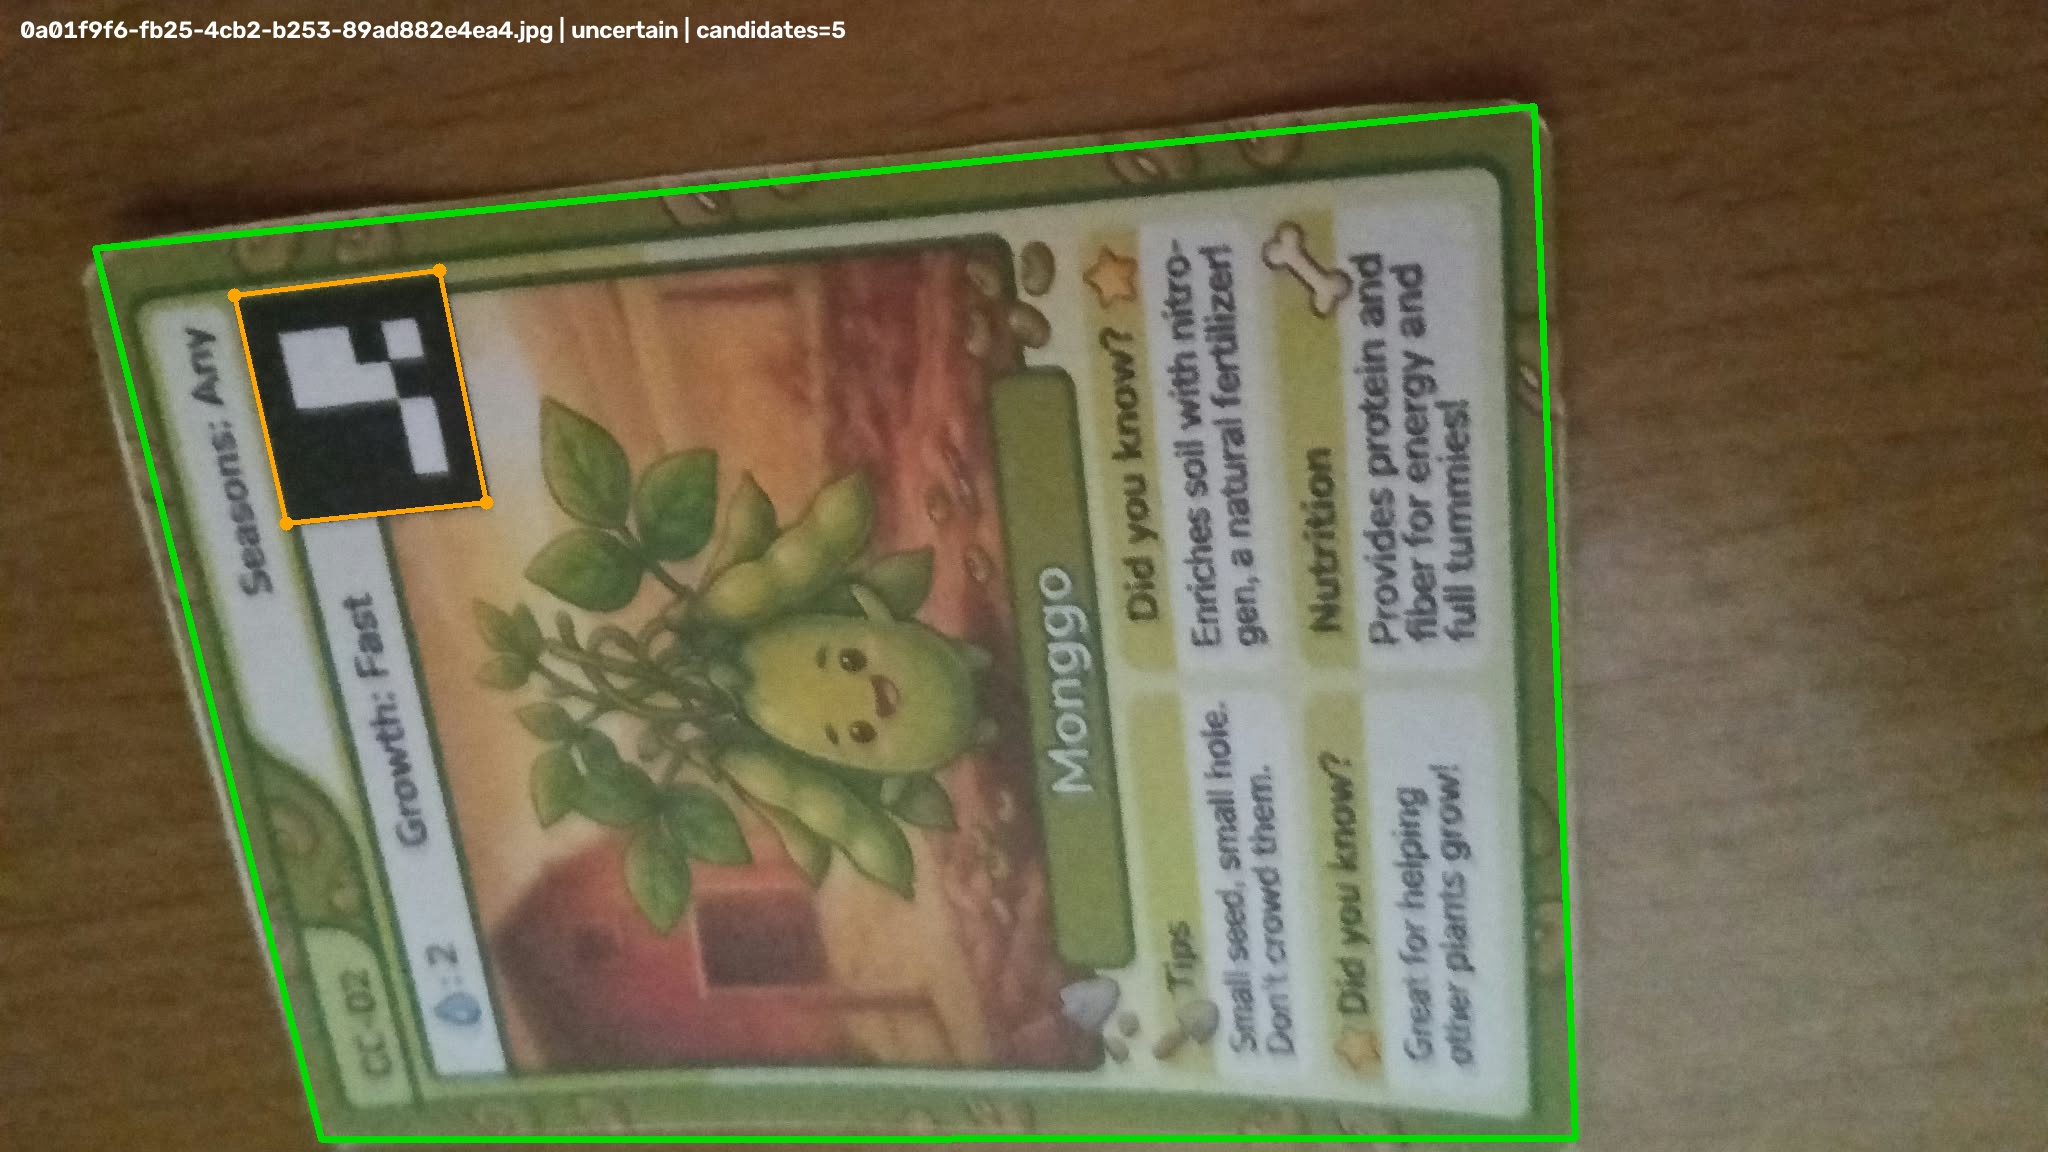 0a01f9f6-fb25-4cb2-b253-89ad882e4ea4.jpg | uncertain | candidates=5
CC-02
Seasons: Any
: 2
Growth: Fast
Monggo
Tips
Small seed, small hole.
Don't crowd them.
Did you know?
Enriches soil with nitro-
gen, a natural fertilizer!
Did you know?
Great for helping
other plants grow!
Nutrition
Provides protein and
fiber for energy and
full tummies!